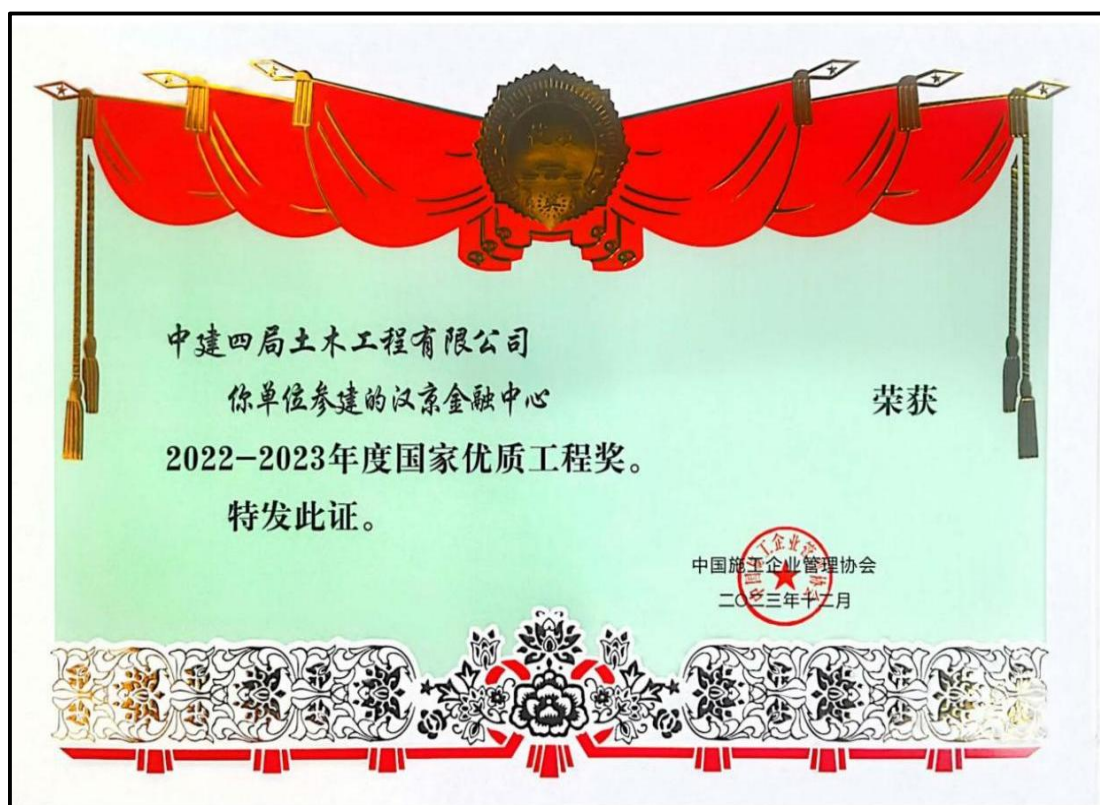 中建四局土木工程有限公司
你单位参建的汉京金融中心 荣获
2022-2023年度国家优质工程奖。
特发此证。
中国施工企业管理协会
二〇二三年十二月